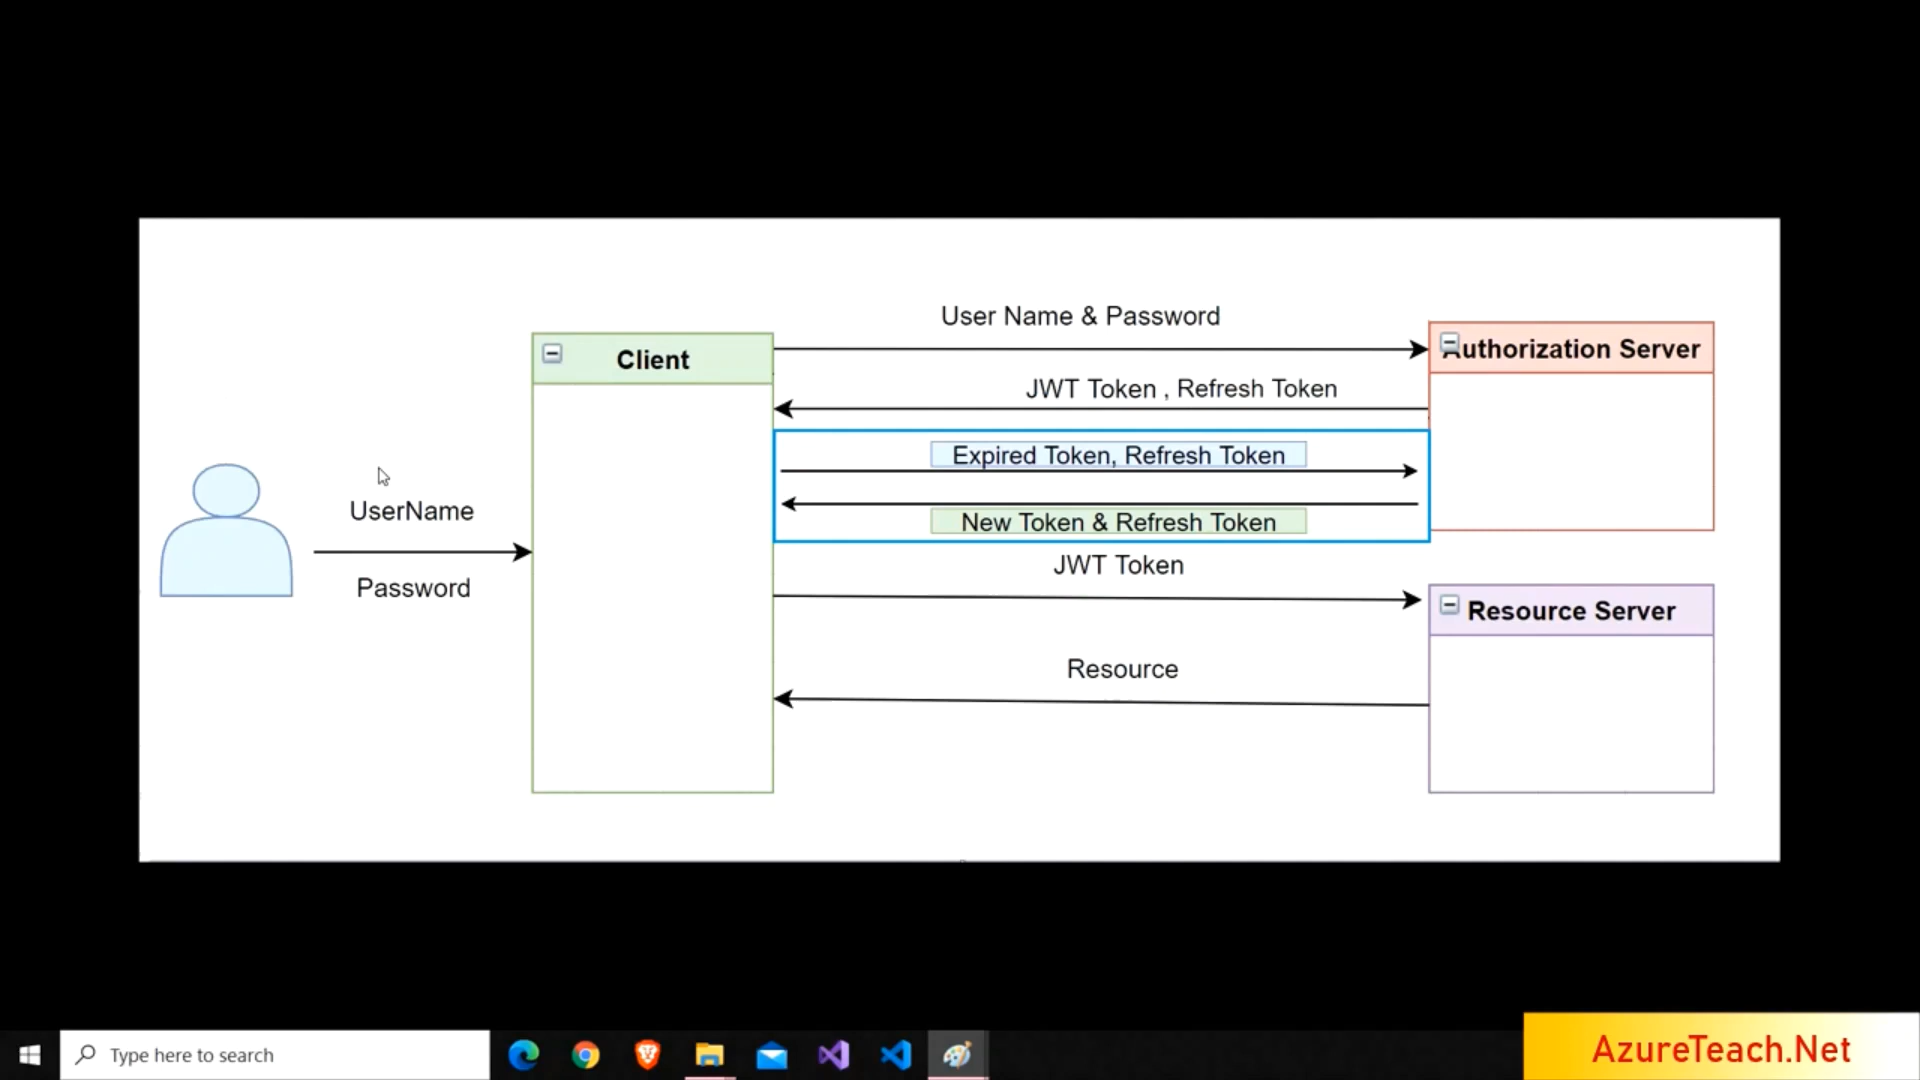 User Name & Password
Client
Authorization Server
JWT Token , Refresh Token
Expired Token, Refresh Token
UserName
New Token & Refresh Token
JWT Token
Password
Resource Server
Resource
Type here to search
AzureTeach.Net